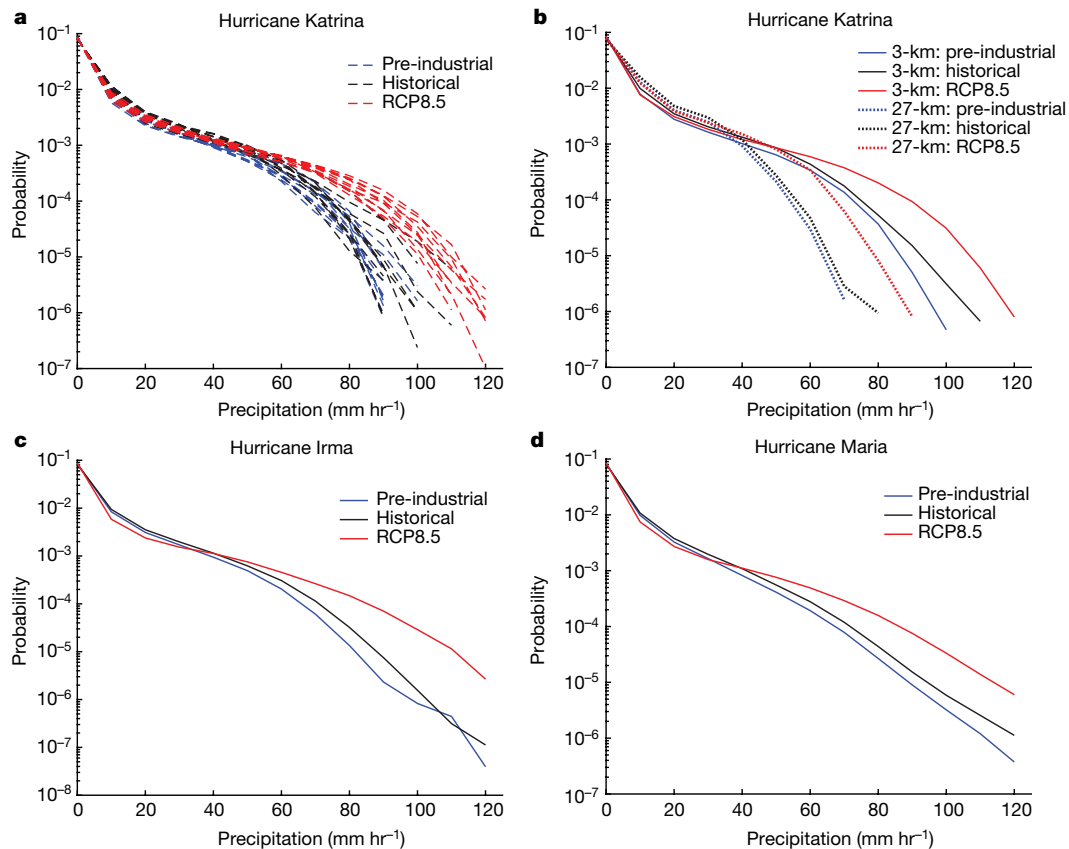 a
Hurricane Katrina
Pre-industrial
Historical
RCP8.5
10⁻¹
10⁻²
10⁻³
10⁻⁴
10⁻⁵
10⁻⁶
10⁻⁷
Probability
0 20 40 60 80 100 120
Precipitation (mm hr⁻¹)
b
Hurricane Katrina
3-km: pre-industrial
3-km: historical
3-km: RCP8.5
27-km: pre-industrial
27-km: historical
27-km: RCP8.5
10⁻¹
10⁻²
10⁻³
10⁻⁴
10⁻⁵
10⁻⁶
10⁻⁷
Probability
0 20 40 60 80 100 120
Precipitation (mm hr⁻¹)
c
Hurricane Irma
Pre-industrial
Historical
RCP8.5
10⁻¹
10⁻²
10⁻³
10⁻⁴
10⁻⁵
10⁻⁶
10⁻⁷
10⁻⁸
Probability
0 20 40 60 80 100 120
Precipitation (mm hr⁻¹)
d
Hurricane Maria
Pre-industrial
Historical
RCP8.5
10⁻¹
10⁻²
10⁻³
10⁻⁴
10⁻⁵
10⁻⁶
10⁻⁷
Probability
0 20 40 60 80 100 120
Precipitation (mm hr⁻¹)